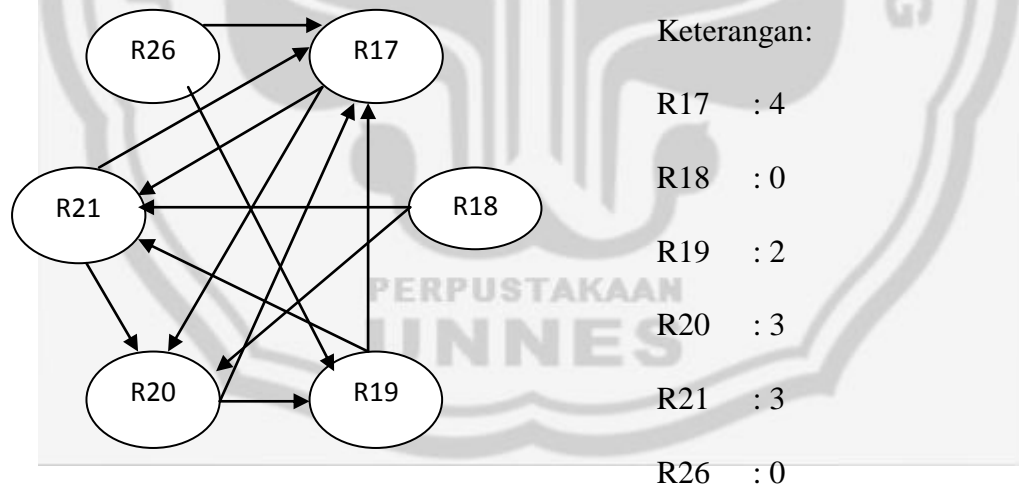 R26
R17
R21
R18
R20
R19
Keterangan:
R17 : 4
R18 : 0
R19 : 2
R20 : 3
R21 : 3
R26 : 0
PERPUSTAKAAN
UNNES
G